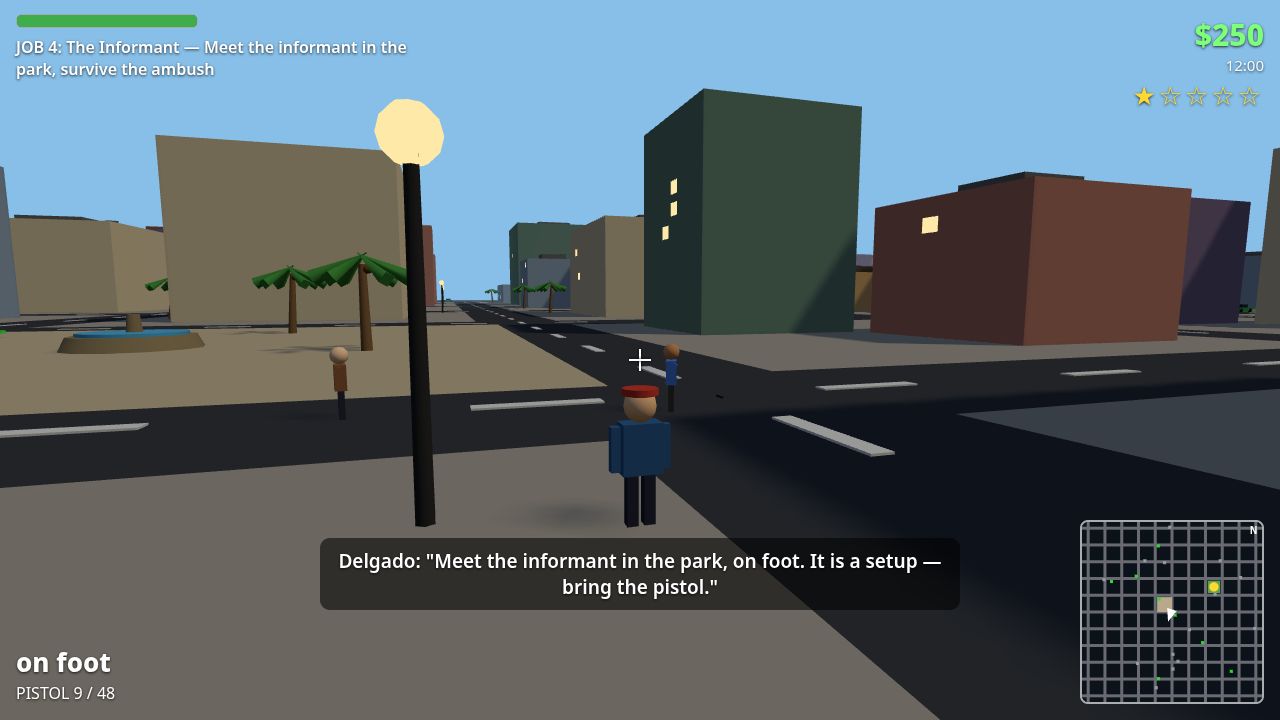 JOB 4: The Informant — Meet the informant in the
park, survive the ambush
$250
12:00
Delgado: "Meet the informant in the park, on foot. It is a setup —
bring the pistol."
N
on foot
PISTOL 9 / 48